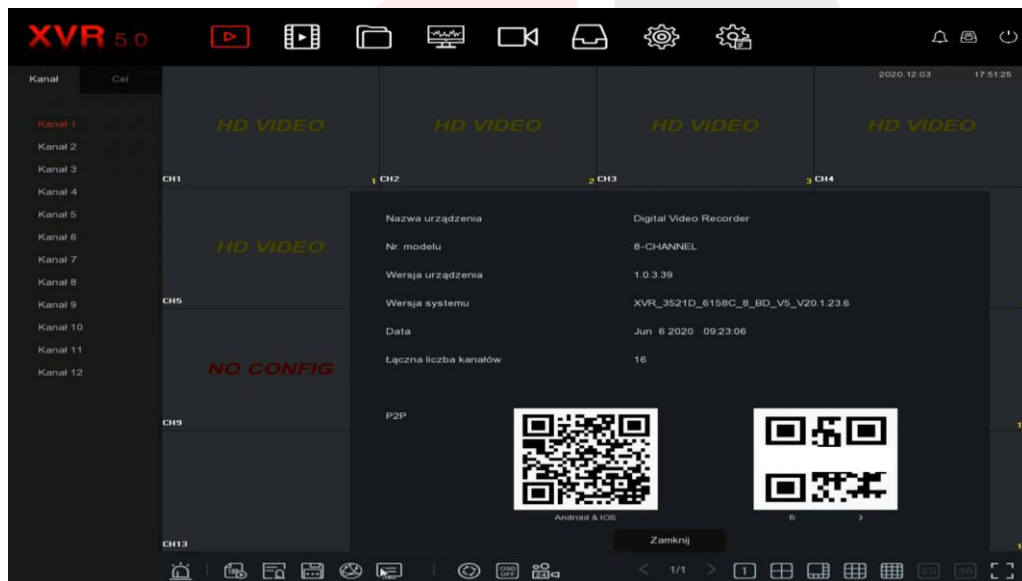 XVR 5.0
Kanał Cel
2020.12.03 17:51:25
Kanał 1
Kanał 2
Kanał 3
Kanał 4
Kanał 5
Kanał 6
Kanał 7
Kanał 8
Kanał 9
Kanał 10
Kanał 11
Kanał 12
HD VIDEO HD VIDEO HD VIDEO HD VIDEO
CH1 1 CH2 2 CH3 3 CH4
HD VIDEO
CH5
NO CONFIG
CH9
CH13
Nazwa urządzenia Digital Video Recorder
Nr. modelu 8-CHANNEL
Wersja urządzenia 1.0.3.39
Wersja systemu XVR_3521D_6158C_8_BD_V5_V20.1.23.6
Data Jun 6 2020 09:23:06
Łączna liczba kanałów 16
P2P
Android & IOS
Zamknij
OSD OFF
< 1/1 > 1 25 36